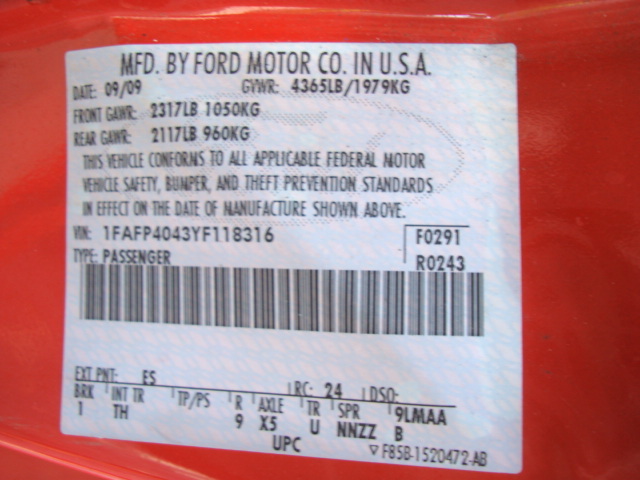 MFD. BY FORD MOTOR CO. IN U.S.A.
DATE: 09/09 GVWR: 4365LB/1979KG
FRONT GAWR: 2317LB 1050KG
REAR GAWR: 2117LB 960KG
THIS VEHICLE CONFORMS TO ALL APPLICABLE FEDERAL MOTOR
VEHICLE SAFETY, BUMPER, AND THEFT PREVENTION STANDARDS
IN EFFECT ON THE DATE OF MANUFACTURE SHOWN ABOVE.
VIN: 1FAFP4043YF118316 F0291
TYPE: PASSENGER R0243
EXT PNT: ES RC: 24 DSO:
BRK INT TR TP/PS R AXLE TR SPR 9LMAA
1 TH 9 X5 U NNZZ B
UPC F85B-1520472-AB